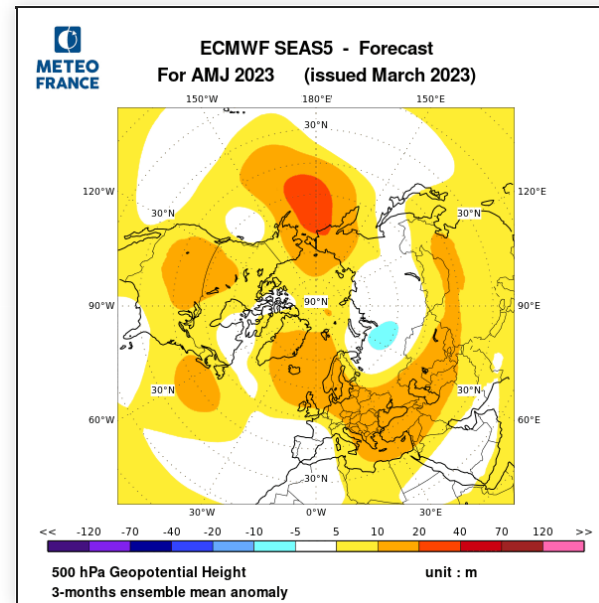 METEO
FRANCE
ECMWF SEAS5 - Forecast
For AMJ 2023 (issued March 2023)
150°W 180°E 150°E
30°N
120°W 30°N 30°N 120°E
90°W 90°N 90°E
30°N 30°N
60°W 60°E
30°N
30°W 0°W 30°E
<< -120 -70 -40 -20 -10 -5 5 10 20 40 70 120 >>
500 hPa Geopotential Height unit : m
3-months ensemble mean anomaly